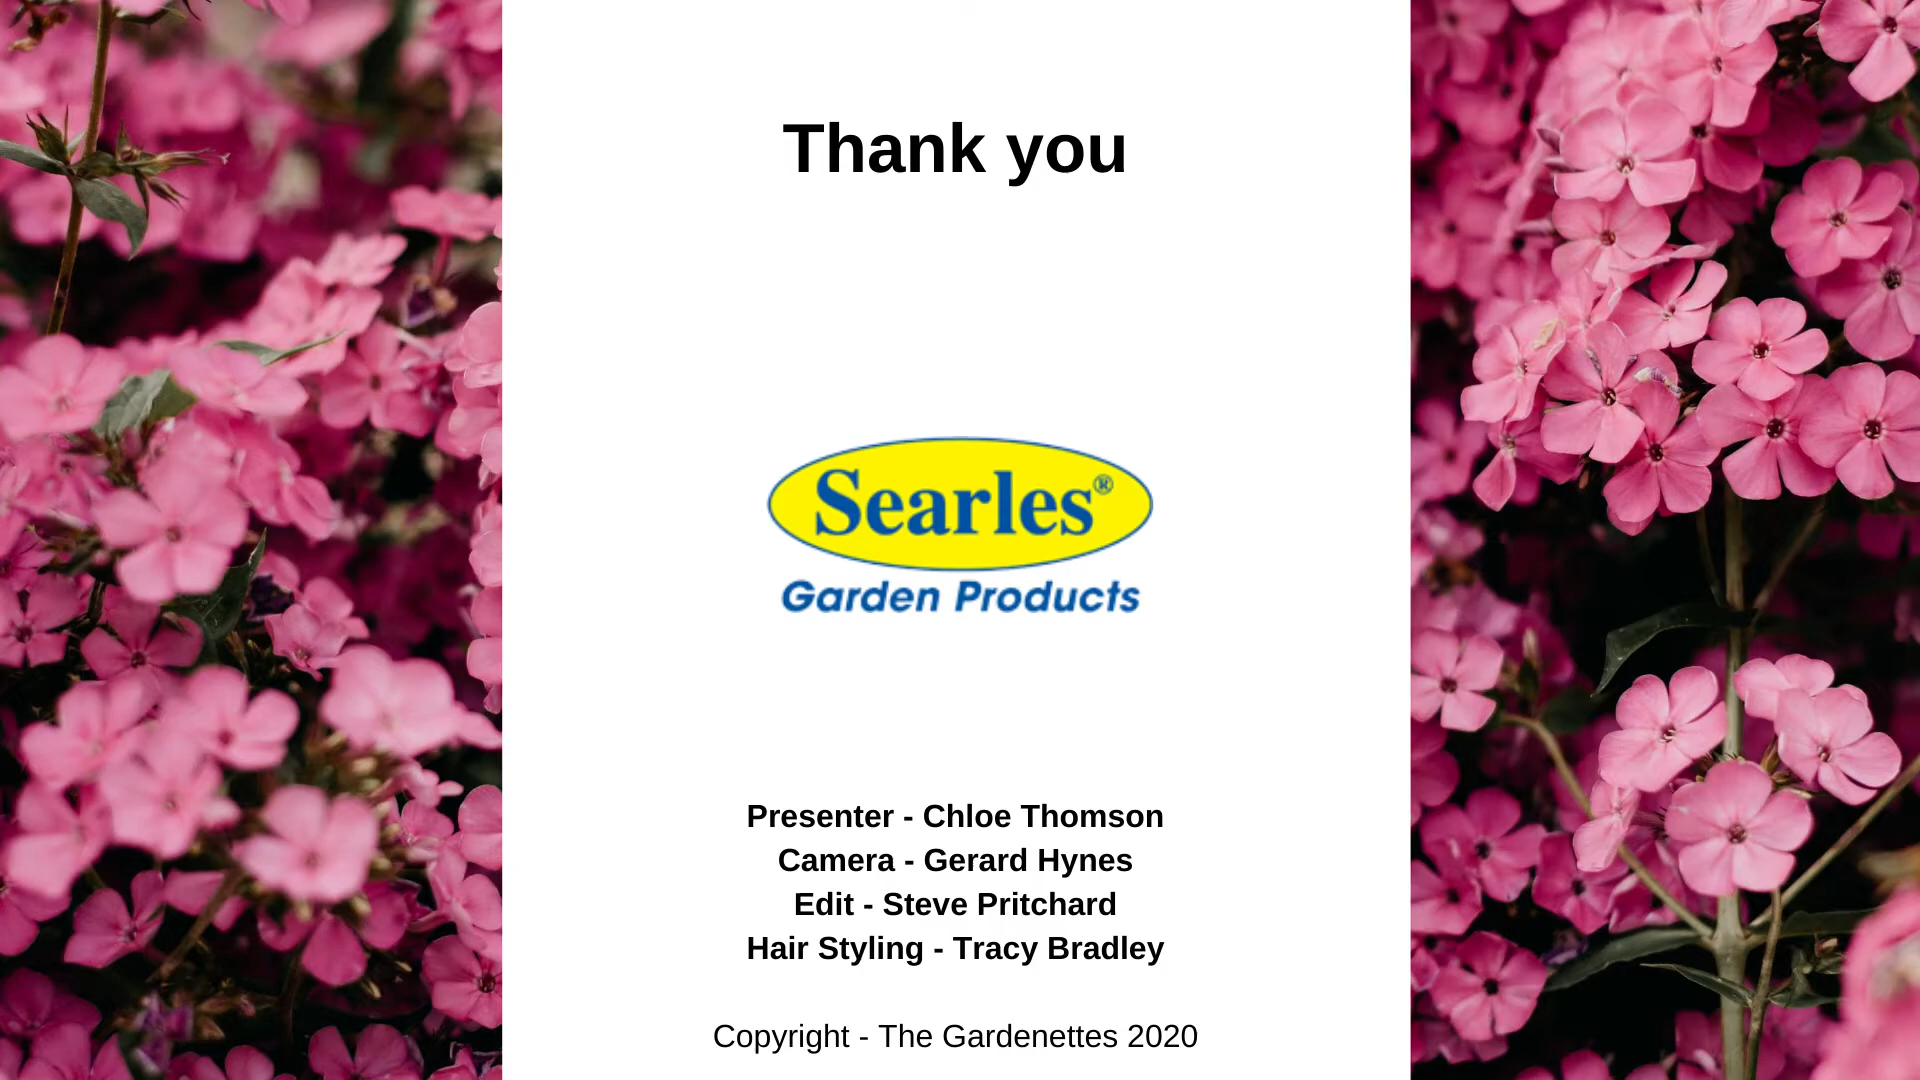 Thank you
Searles®
Garden Products
Presenter - Chloe Thomson
Camera - Gerard Hynes
Edit - Steve Pritchard
Hair Styling - Tracy Bradley
Copyright - The Gardenettes 2020